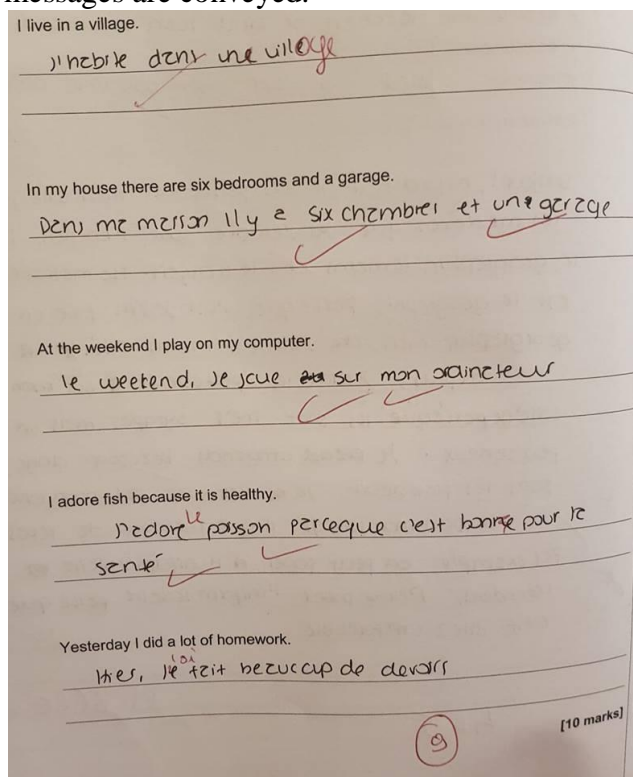 messages are conveyed.
I live in a village.
J'habite dans une village
In my house there are six bedrooms and a garage.
Dans ma maison Il y a six chambres et une garage
At the weekend I play on my computer.
le weekend, Je joue sur mon ordinateur
I adore fish because it is healthy.
le
J'adore poisson parceque c'est bonne pour la
santé
Yesterday I did a lot of homework.
j'ai
Hier, Je fait beaucoup de devoirs
9
[10 marks]